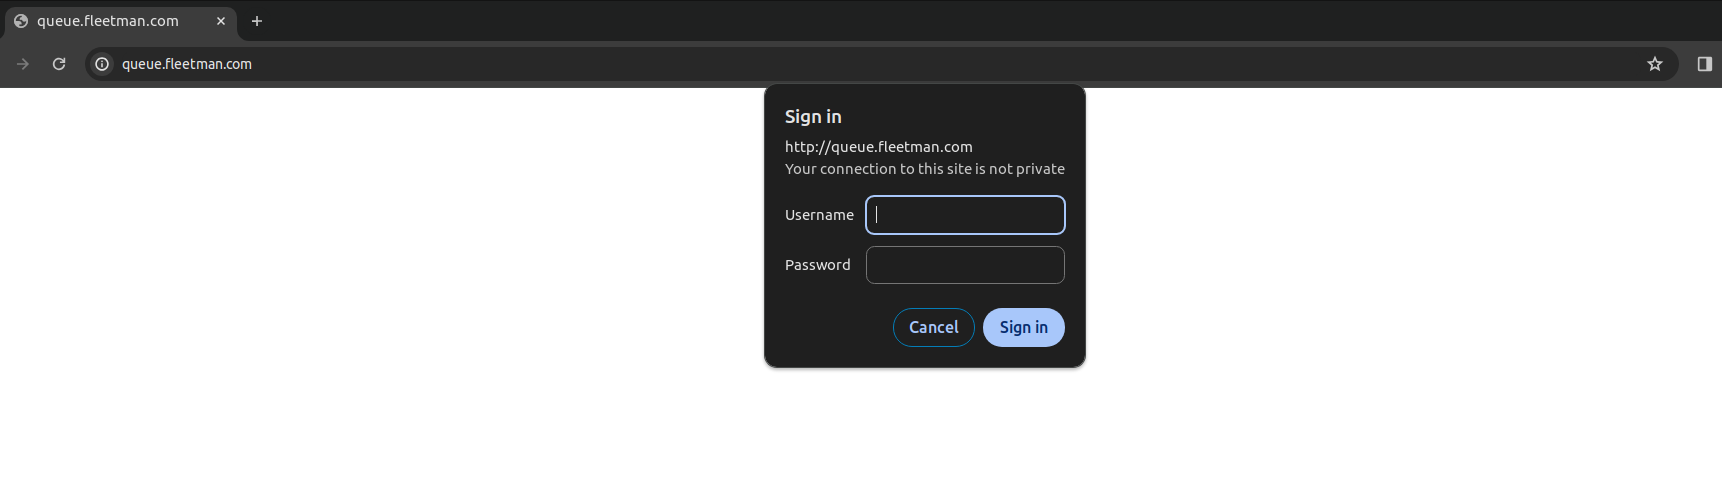 queue.fleetman.com
queue.fleetman.com
Sign in
http://queue.fleetman.com
Your connection to this site is not private
Username
Password
Cancel Sign in